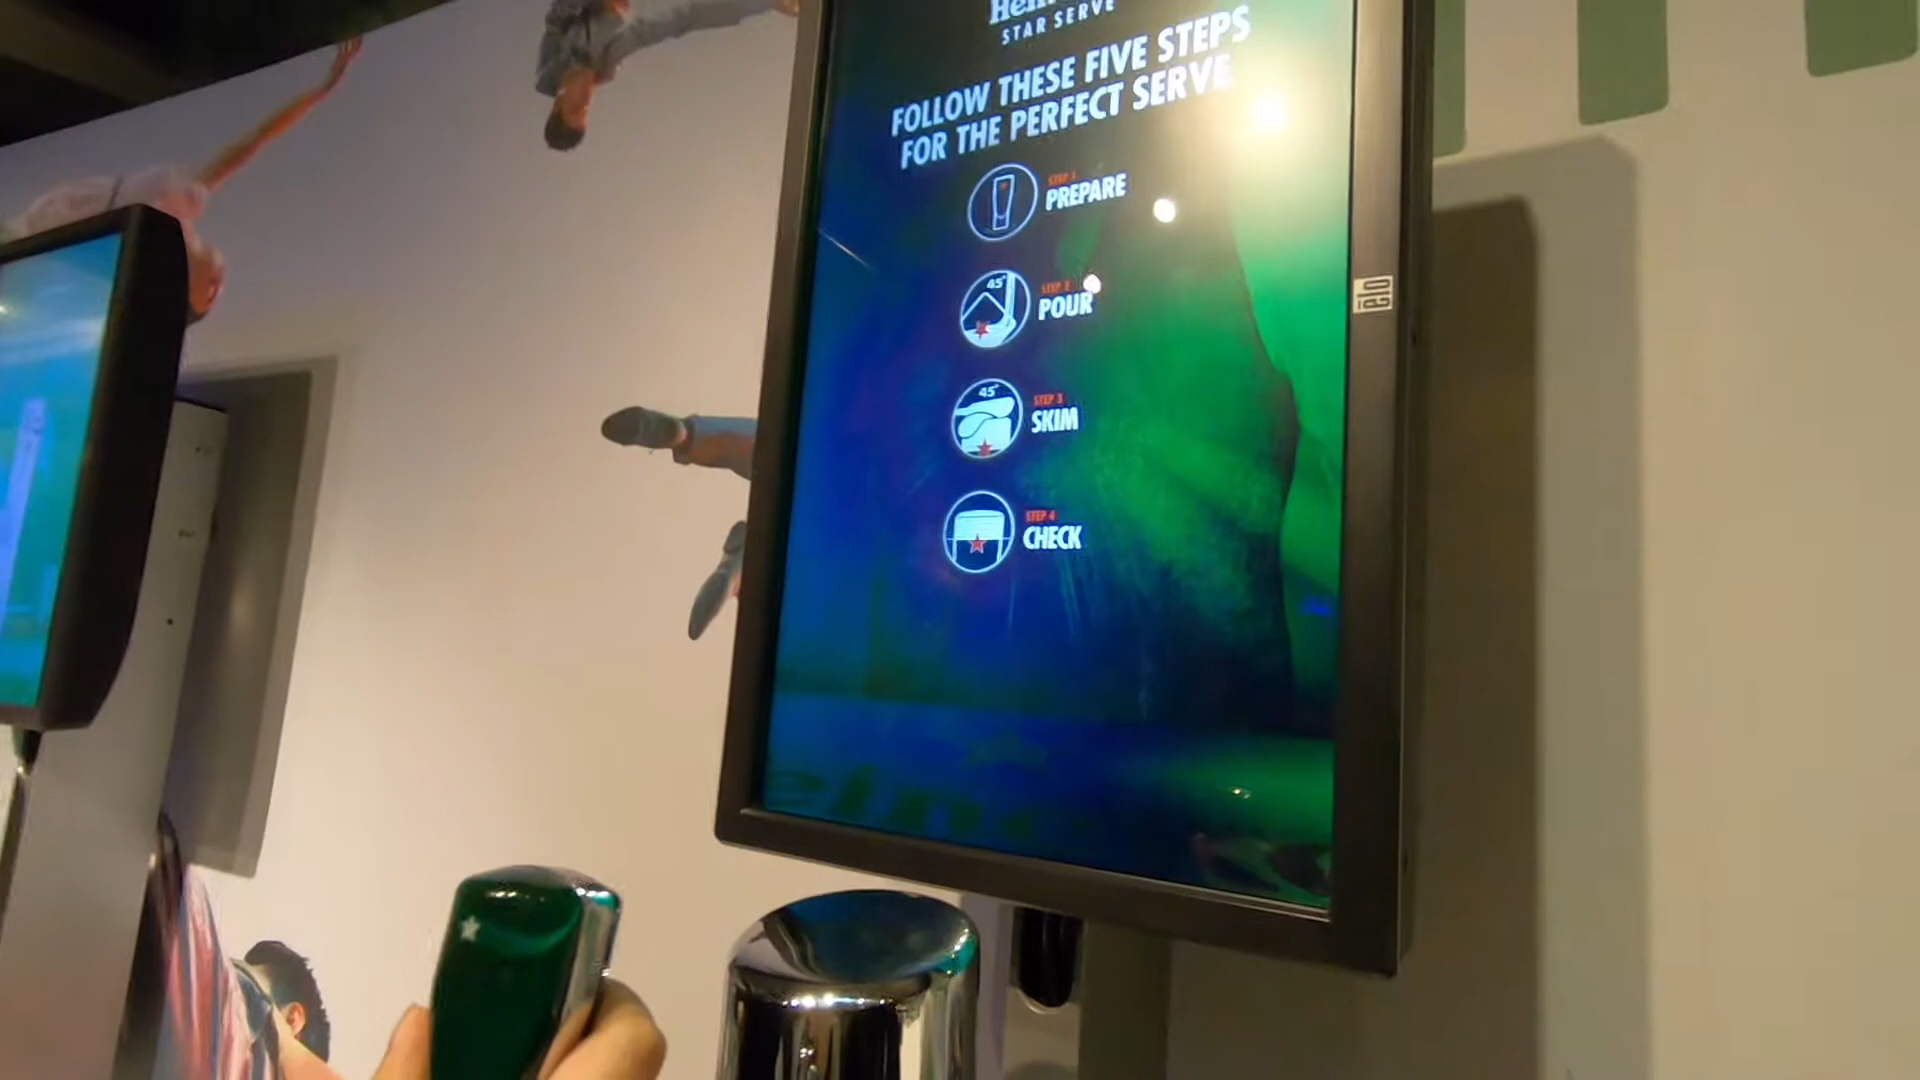 STAR SERVE
FOLLOW THESE FIVE STEPS
FOR THE PERFECT SERVE
STEP 1
PREPARE
45°
STEP 2
POUR
45°
STEP 3
SKIM
STEP 4
CHECK
elo